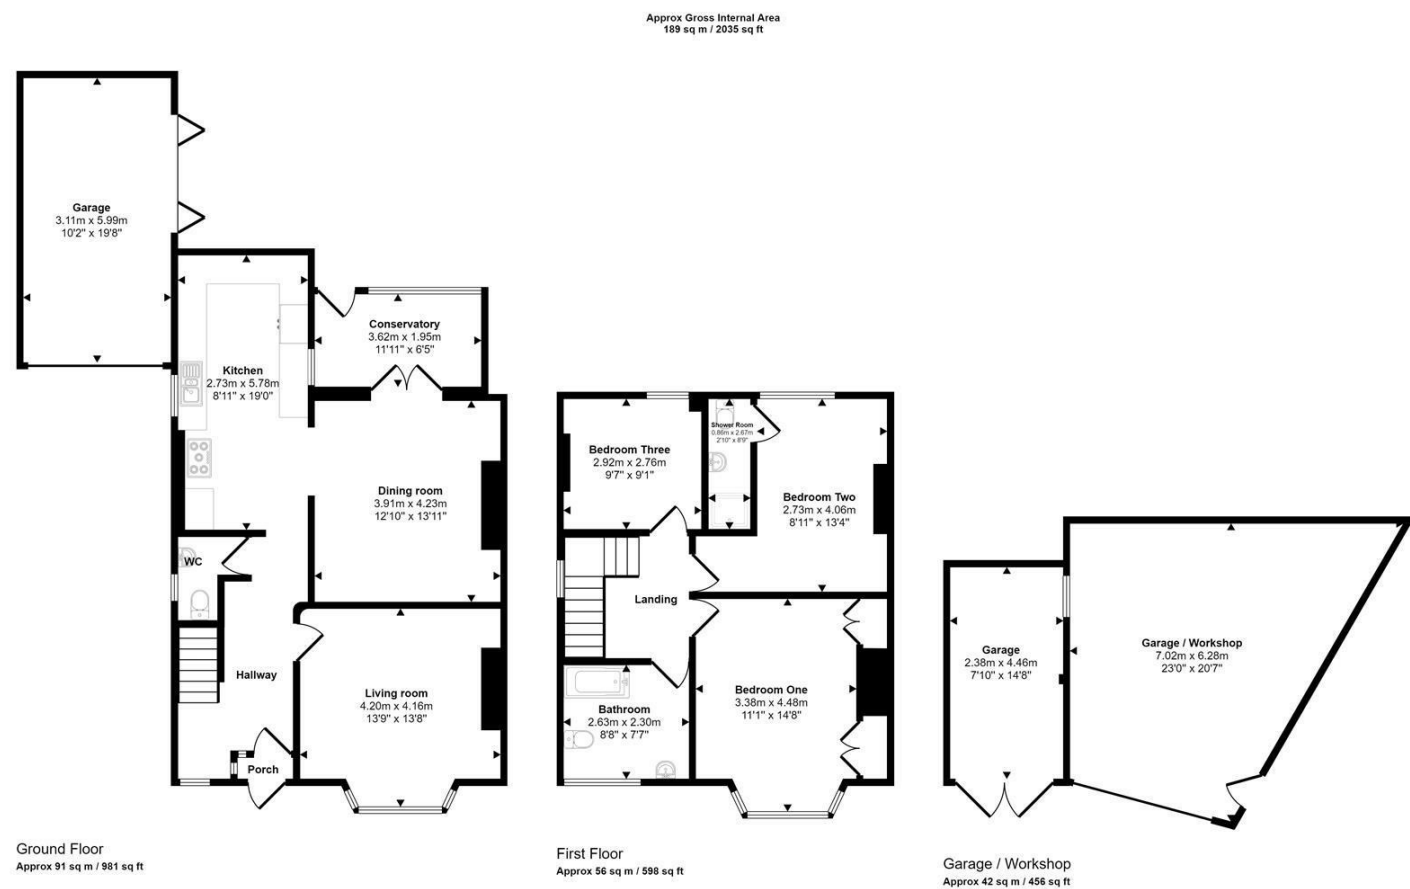 Approx Gross Internal Area
189 sq m / 2035 sq ft
Garage
3.11m x 5.99m
10'2" x 19'8"
Kitchen
2.73m x 5.78m
8'11" x 19'0"
Conservatory
3.62m x 1.95m
11'11" x 6'5"
Dining room
3.91m x 4.23m
12'10" x 13'11"
WC
Hallway
Living room
4.20m x 4.16m
13'9" x 13'8"
Porch
Ground Floor
Approx 91 sq m / 981 sq ft
Bedroom Three
2.92m x 2.76m
9'7" x 9'1"
Shower Room
0.86m x 2.67m
2'10" x 8'9"
Bedroom Two
2.73m x 4.06m
8'11" x 13'4"
Landing
Bathroom
2.63m x 2.30m
8'8" x 7'7"
Bedroom One
3.38m x 4.48m
11'1" x 14'8"
First Floor
Approx 56 sq m / 598 sq ft
Garage
2.38m x 4.46m
7'10" x 14'8"
Garage / Workshop
7.02m x 6.28m
23'0" x 20'7"
Garage / Workshop
Approx 42 sq m / 456 sq ft